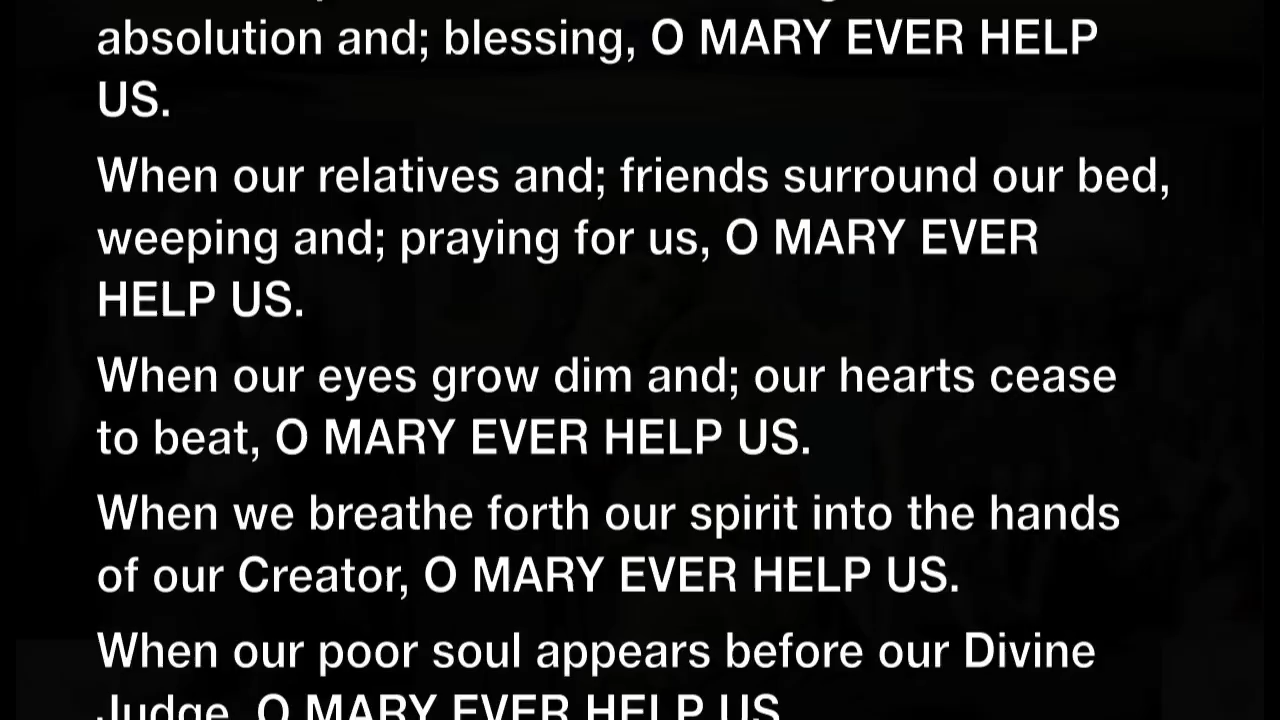 absolution and; blessing, O MARY EVER HELP
US.
When our relatives and; friends surround our bed,
weeping and; praying for us, O MARY EVER
HELP US.
When our eyes grow dim and; our hearts cease
to beat, O MARY EVER HELP US.
When we breathe forth our spirit into the hands
of our Creator, O MARY EVER HELP US.
When our poor soul appears before our Divine
Judge, O MARY EVER HELP US.